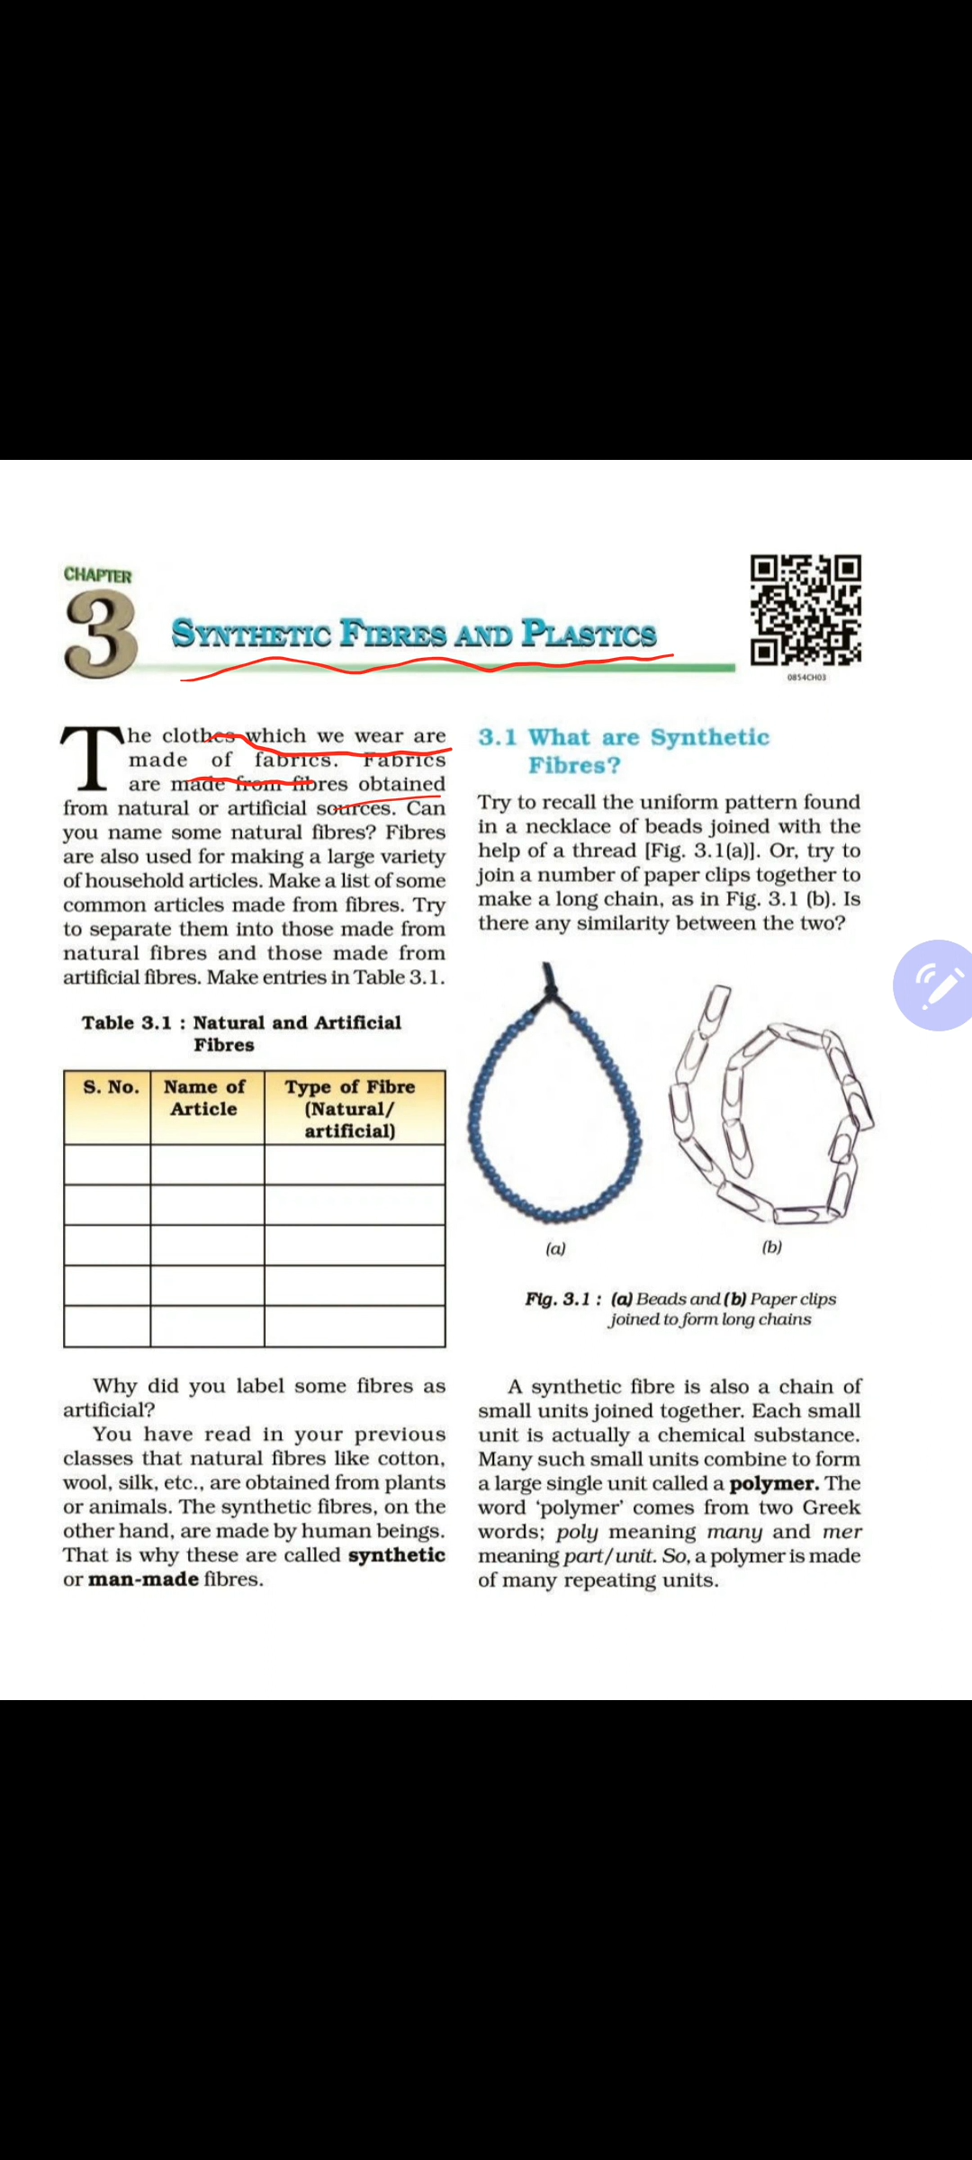 CHAPTER
3
SYNTHETIC FIBRES AND PLASTICS
0854CH03
The clothes which we wear are
made of fabrics. Fabrics
are made from fibres obtained
from natural or artificial sources. Can
you name some natural fibres? Fibres
are also used for making a large variety
of household articles. Make a list of some
common articles made from fibres. Try
to separate them into those made from
natural fibres and those made from
artificial fibres. Make entries in Table 3.1.
Table 3.1 : Natural and Artificial
Fibres
S. No. Name of Type of Fibre
Article (Natural/
artificial)
Why did you label some fibres as
artificial?
You have read in your previous
classes that natural fibres like cotton,
wool, silk, etc., are obtained from plants
or animals. The synthetic fibres, on the
other hand, are made by human beings.
That is why these are called synthetic
or man-made fibres.
3.1 What are Synthetic
Fibres?
Try to recall the uniform pattern found
in a necklace of beads joined with the
help of a thread [Fig. 3.1(a)]. Or, try to
join a number of paper clips together to
make a long chain, as in Fig. 3.1 (b). Is
there any similarity between the two?
(a)
(b)
Fig. 3.1 : (a) Beads and (b) Paper clips
joined to form long chains
A synthetic fibre is also a chain of
small units joined together. Each small
unit is actually a chemical substance.
Many such small units combine to form
a large single unit called a polymer. The
word ‘polymer’ comes from two Greek
words; poly meaning many and mer
meaning part/unit. So, a polymer is made
of many repeating units.